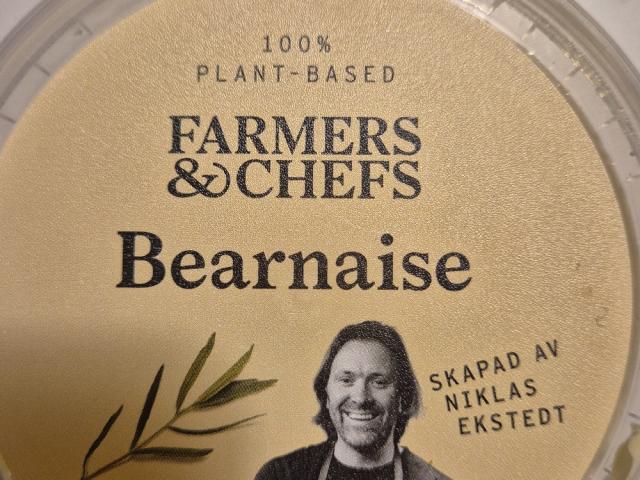 100%
PLANT-BASED
FARMERS
&CHEFS
Bearnaise
SKAPAD AV
NIKLAS
EKSTEDT